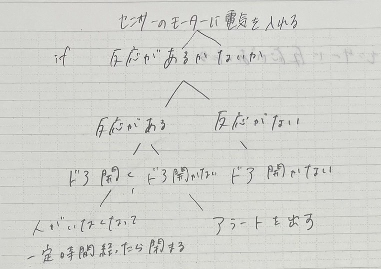 センサーのモーターに電気を入れる
if 反応があるかないか
反応がある 反応がない
ドア開く ドア開かない ドア開かない
人がいなくなって アラートを出す
一定時間経ったら閉まる